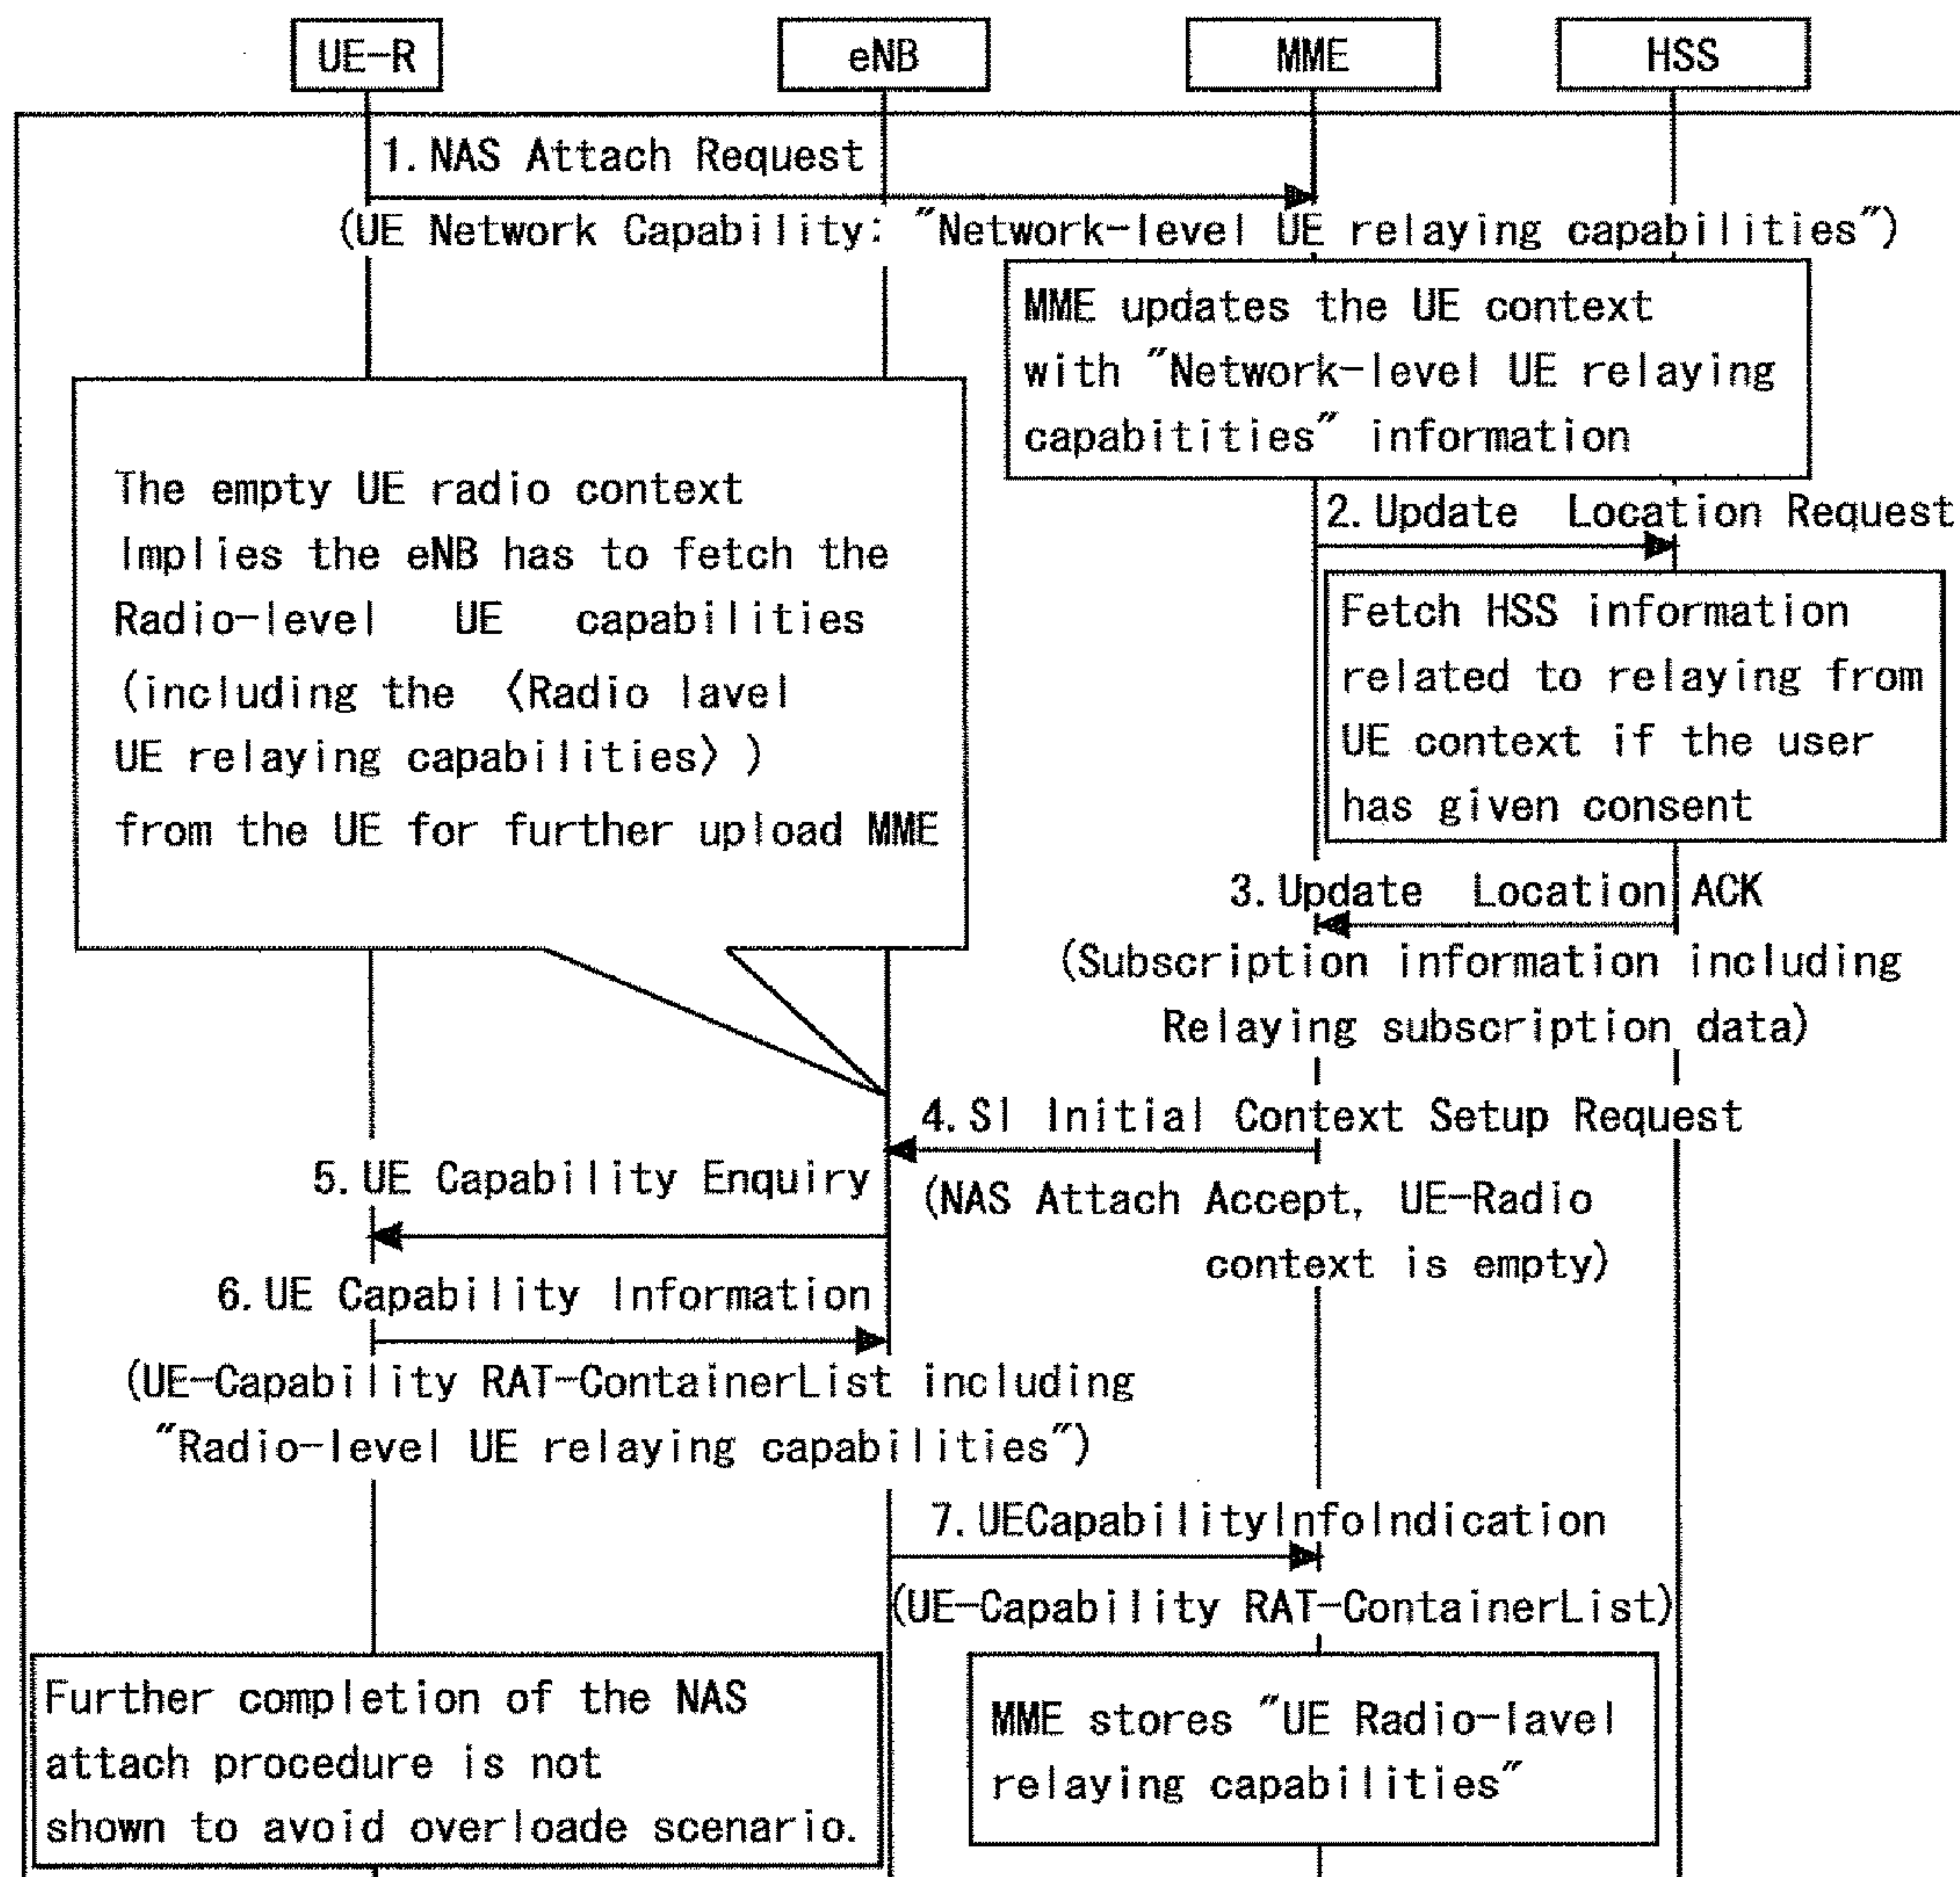 UE-R
eNB
MME
HSS
1.NAS Attach Request
(UE Network Capability: "Network-level UE relaying capabilities")
MME updates the UE context
with "Network-level UE relaying
capabitities" information
The empty UE radio context
Implies the eNB has to fetch the
Radio-level UE capabilities
(including the 〈Radio lavel
UE relaying capabilities〉)
from the UE for further upload MME
2.Update Location Request
Fetch HSS information
related to relaying from
UE context if the user
has given consent
3.Update Location ACK
(Subscription information including
Relaying subscription data)
4.SI Initial Context Setup Request
(NAS Attach Accept, UE-Radio
context is empty)
5.UE Capability Enquiry
6.UE Capability Information
(UE-Capability RAT-ContainerList including
"Radio-level UE relaying capabilities")
7.UECapabilityInfoIndication
(UE-Capability RAT-ContainerList)
Further completion of the NAS
attach procedure is not
shown to avoid overloade scenario.
MME stores "UE Radio-lavel
relaying capabilities"